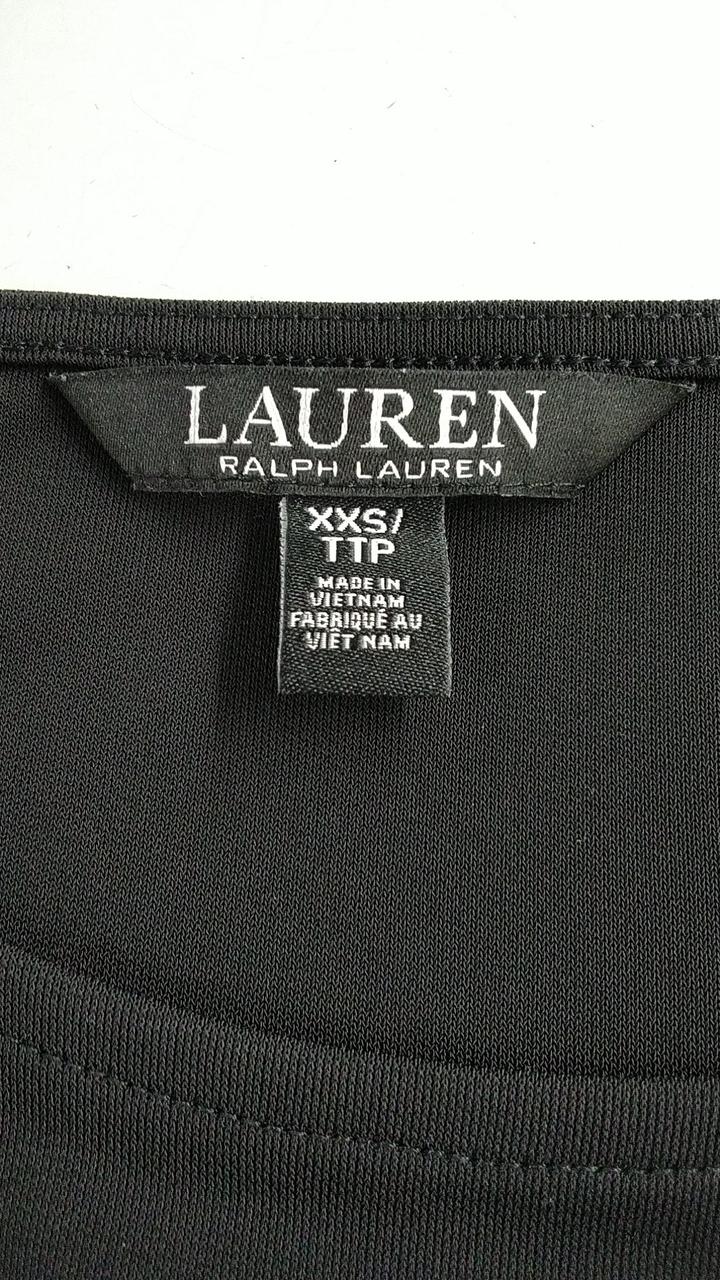 LAUREN
RALPH LAUREN
XXS/
TTP
MADE IN
VIETNAM
FABRIQUÉ AU
VIÊT NAM